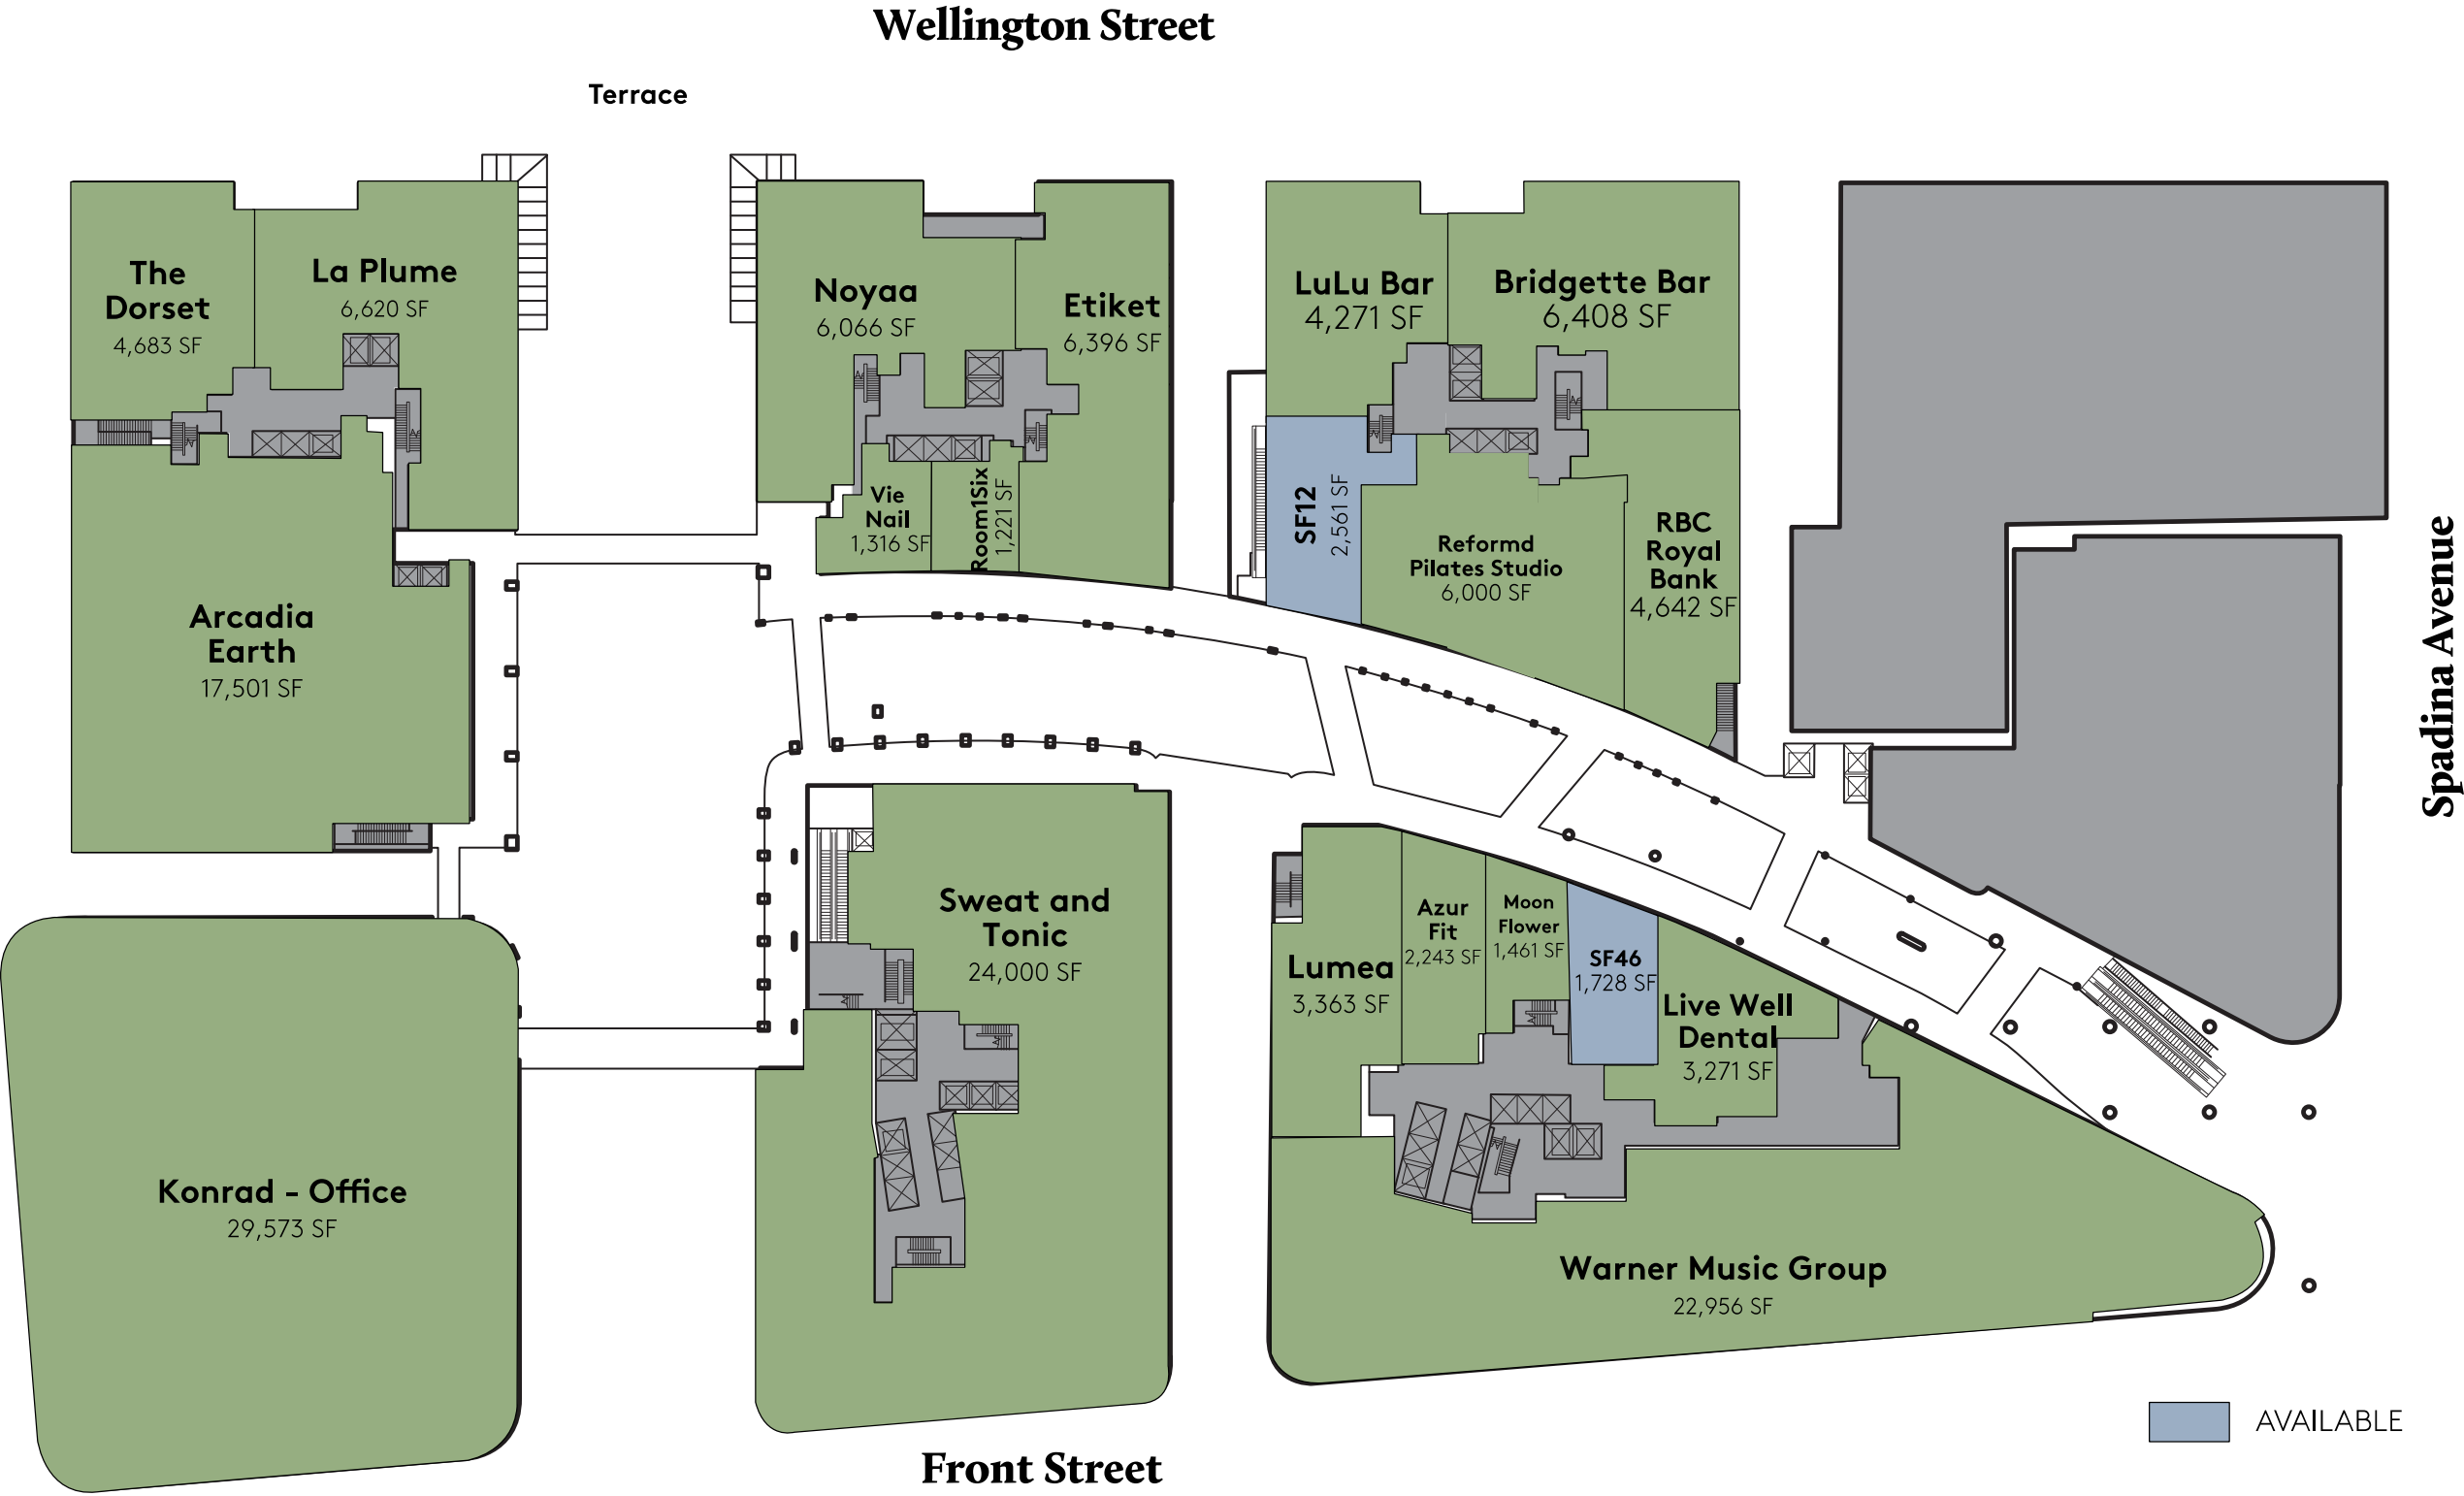 Wellington Street
Terrace
The
Dorset
4,683 SF
La Plume
6,620 SF
Noyaa
6,066 SF
Etiket
6,396 SF
LuLu Bar
4,271 SF
Bridgette Bar
6,408 SF
Vie
Nail
1,316 SF
Room1Six
1,221 SF
SF12
2,561 SF
Reformd
Pilates Studio
6,000 SF
RBC
Royal
Bank
4,642 SF
Spadina Avenue
Arcadia
Earth
17,501 SF
Sweat and
Tonic
24,000 SF
Lumea
3,363 SF
Azur
Fit
2,243 SF
Moon
Flower
1,461 SF
SF46
1,728 SF
Live Well
Dental
3,271 SF
Konrad - Office
29,573 SF
Warner Music Group
22,956 SF
AVAILABLE
Front Street